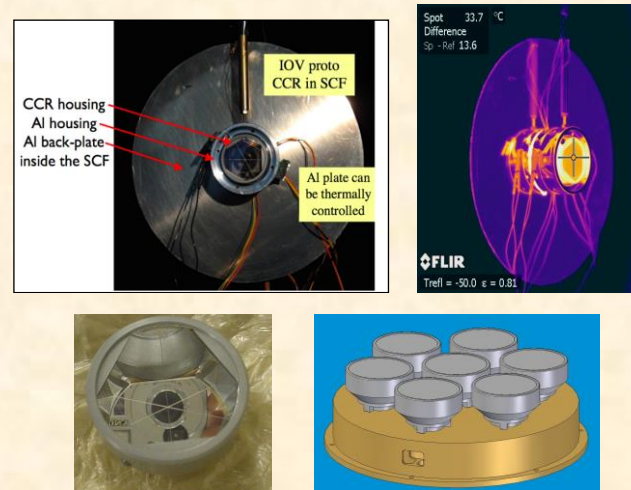 IOV proto
CCR in SCF
CCR housing
Al housing
Al back-plate
inside the SCF
Al plate can
be thermally
controlled
Spot 33.7 °C
Difference
Sp - Ref 13.6
FLIR
Trefl = -50.0 ε = 0.81